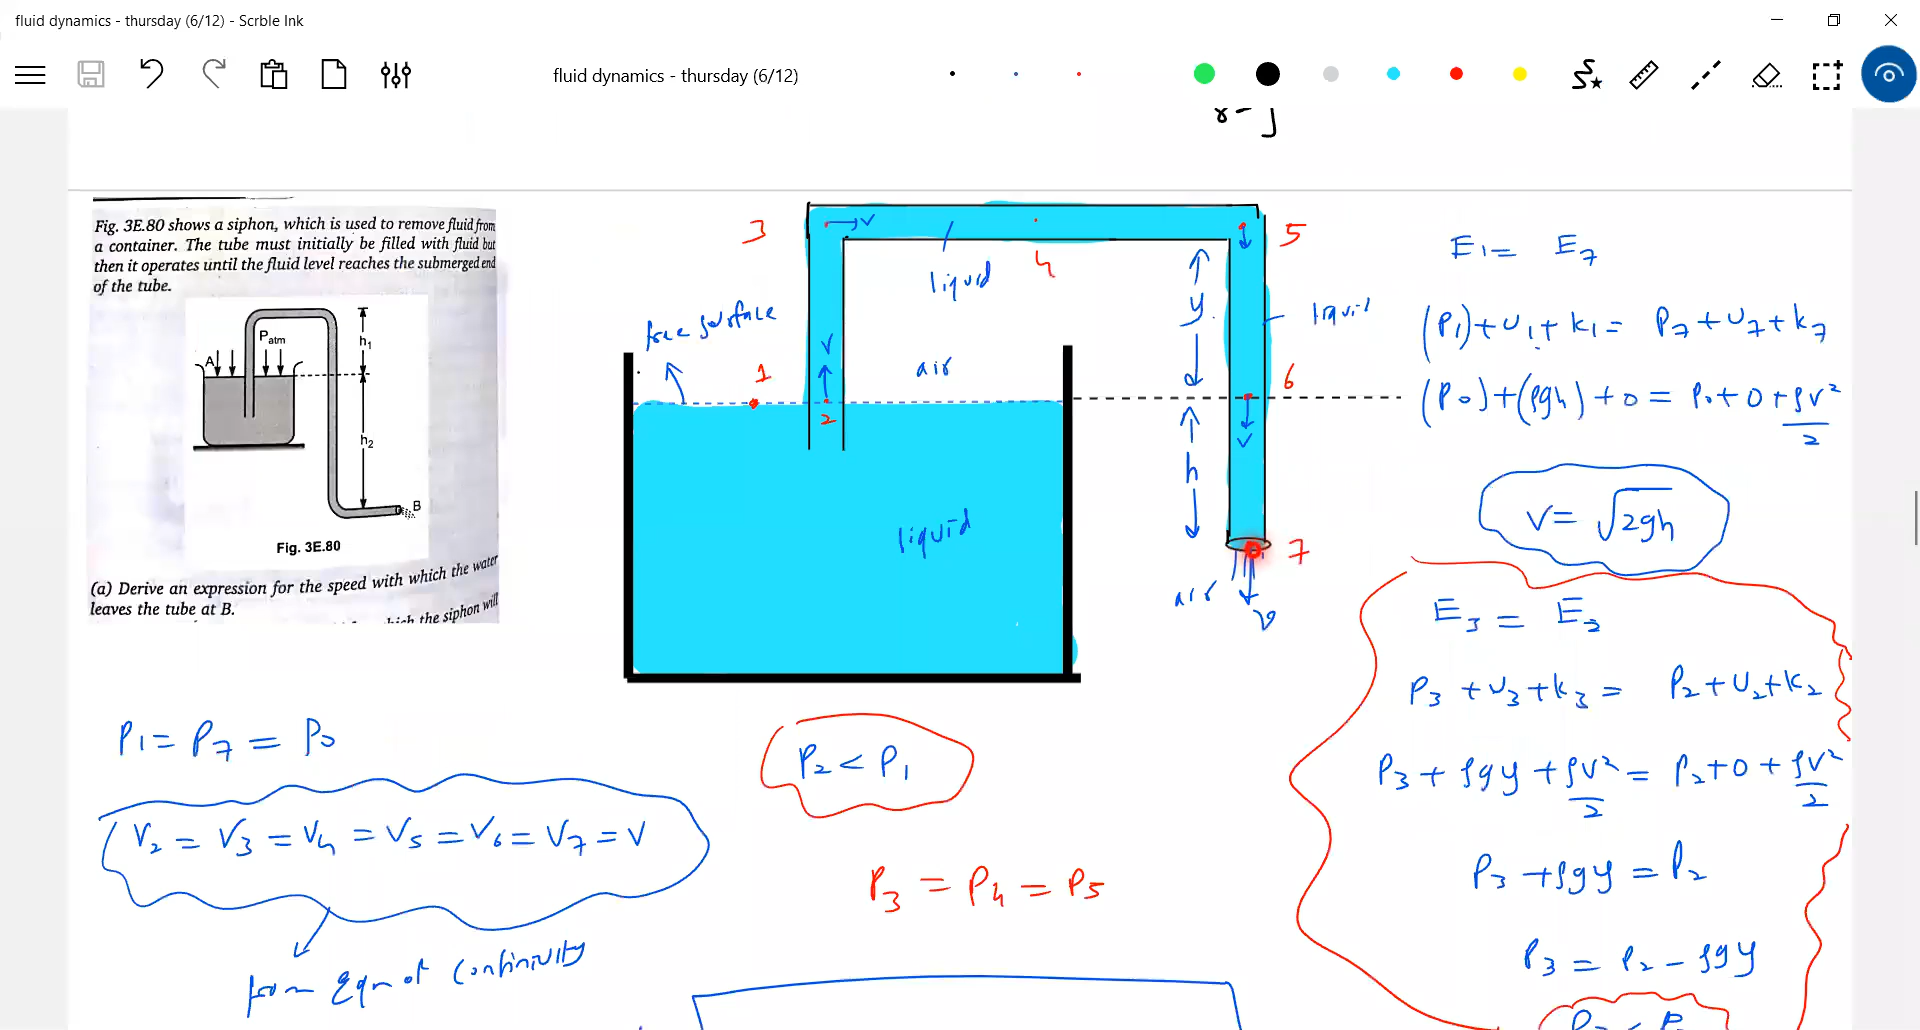 fluid dynamics - thursday (6/12) - Scrble Ink
fluid dynamics - thursday (6/12)
Fig. 3E.80 shows a siphon, which is used to remove fluid from
a container. The tube must initially be filled with fluid but
then it operates until the fluid level reaches the submerged end
of the tube.
P atm
A
h₁
h₂
B
Fig. 3E.80
(a) Derive an expression for the speed with which the water
leaves the tube at B.
which the siphon will
3
V
4
5
liquid
free surface
1
V
2
air
y
liquid
6
V
h
liquid
7
air
v
E₁ = E₇
(P₁) + U₁ + K₁ = P₇ + U₇ + K₇
(P₀) + (ρgh) + 0 = P₀ + 0 + ρv²/2
V = √2gh
E₃ = E₂
P₃ + U₃ + K₃ = P₂ + U₂ + K₂
P₃ + ρgy + ρv²/2 = P₂ + 0 + ρv²/2
P₃ + ρgy = P₂
P₃ = P₂ - ρgy
P₁ = P₇ = P₀
P₂ < P₁
V₂ = V₃ = V₄ = V₅ = V₆ = V₇ = V
P₃ = P₄ = P₅
from Eqn of continuity